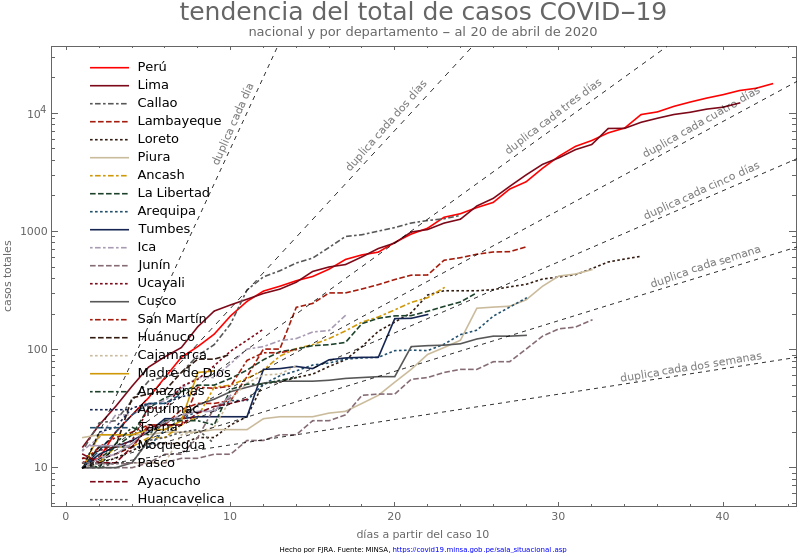 tendencia del total de casos COVID−19
nacional y por departamento − al 20 de abril de 2020
Perú
Lima
Callao
Lambayeque
Loreto
Piura
Ancash
La Libertad
Arequipa
Tumbes
Ica
Junín
Ucayali
Cusco
San Martín
Huánuco
Cajamarca
Madre de Dios
Amazonas
Apurimac
Tacna
Moquegua
Pasco
Ayacucho
Huancavelica
duplica cada día
duplica cada dos días
duplica cada tres días
duplica cada cuatro días
duplica cada cinco días
duplica cada semana
duplica cada dos semanas
casos totales
10⁴
1000
100
10
0 10 20 30 40
días a partir del caso 10
Hecho por FJRA. Fuente: MINSA, https://covid19.minsa.gob.pe/sala_situacional.asp